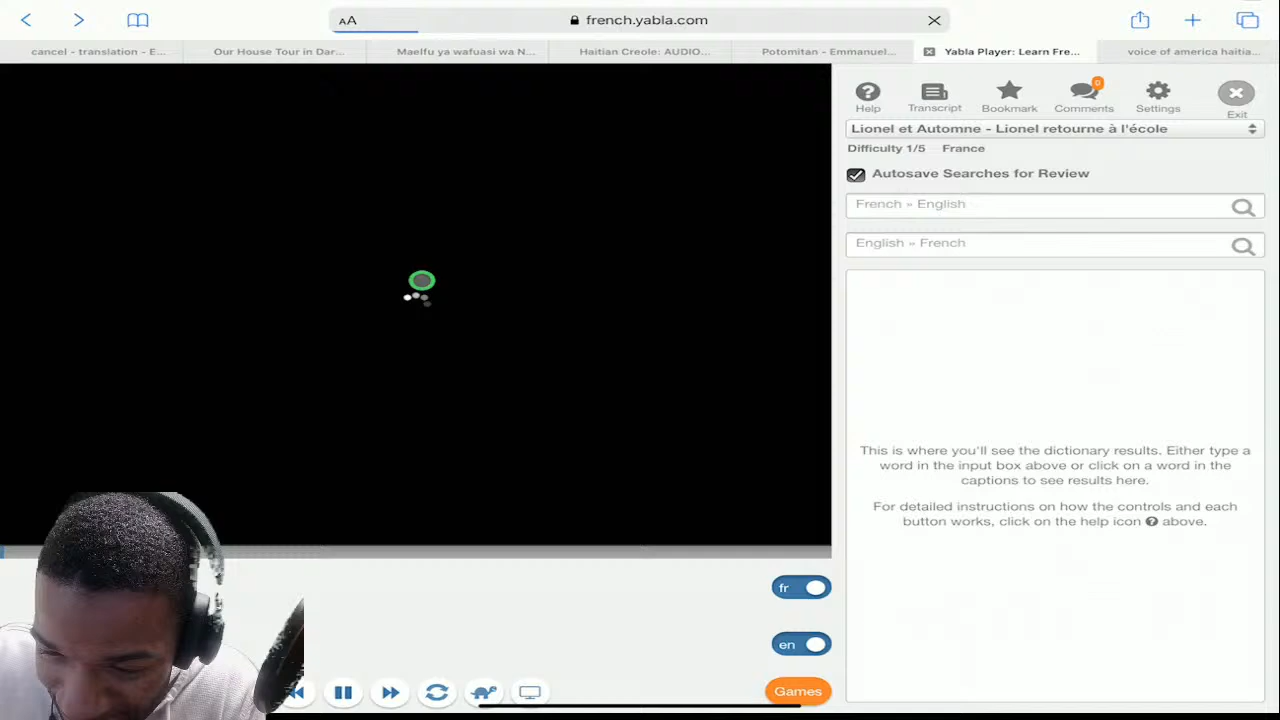 AA
french.yabla.com
cancel - translation - E...
Our House Tour in Dar...
Maelfu ya wafuasi wa N...
Haitian Creole: AUDIO...
Potomitan - Emmanuel...
Yabla Player: Learn Fre...
voice of america haitia...
Help
Transcript
Bookmark
0
Comments
Settings
Exit
Lionel et Automne - Lionel retourne à l'école
Difficulty 1/5 France
Autosave Searches for Review
French » English
English » French
This is where you'll see the dictionary results. Either type a
word in the input box above or click on a word in the
captions to see results here.
For detailed instructions on how the controls and each
button works, click on the help icon ? above.
fr
en
Games